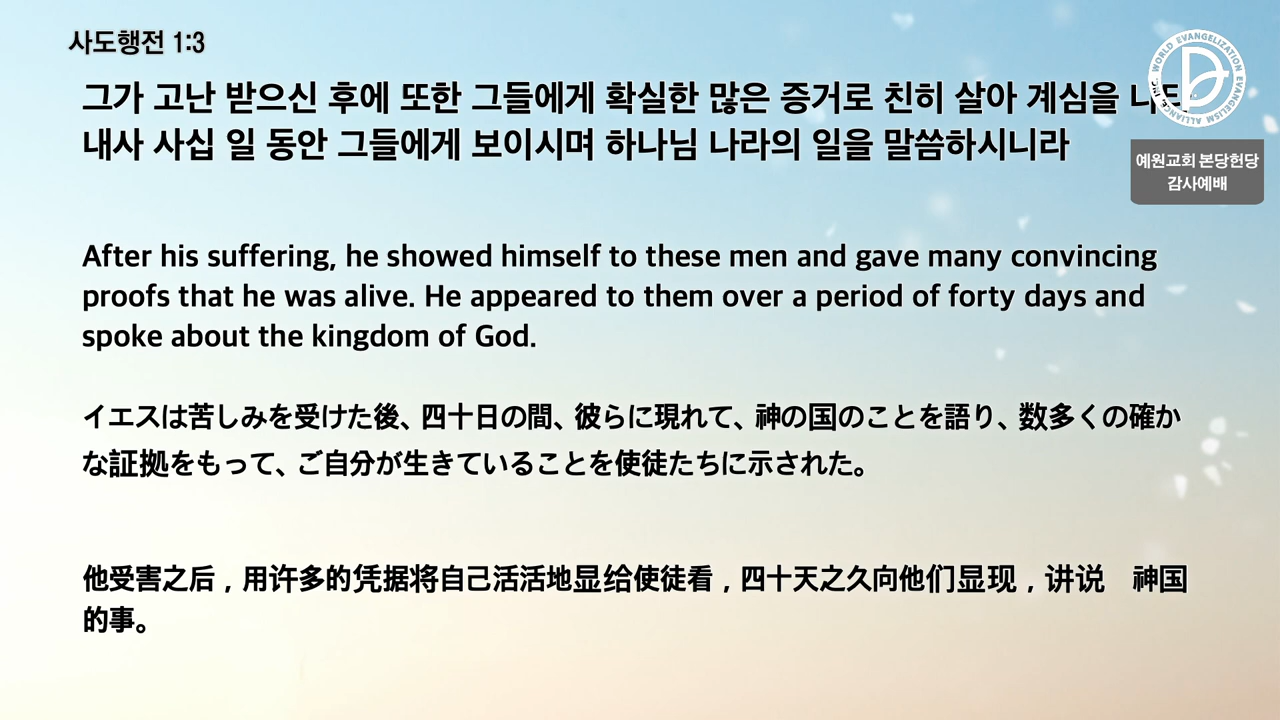 사도행전 1:3
그가 고난 받으신 후에 또한 그들에게 확실한 많은 증거로 친히 살아 계심을
내사 사십 일 동안 그들에게 보이시며 하나님 나라의 일을 말씀하시니라
WORLD EVANGELIZATION EVANGELISM ALLIANCE, INC.
예원교회 본당헌당
감사예배
After his suffering, he showed himself to these men and gave many convincing
proofs that he was alive. He appeared to them over a period of forty days and
spoke about the kingdom of God.
イエスは苦しみを受けた後、四十日の間、彼らに現れて、神の国のことを語り、数多くの確か
な証拠をもって、ご自分が生きていることを使徒たちに示された。
他受害之后，用许多的凭据将自己活活地显给使徒看，四十天之久向他们显现，讲说　神国
的事。